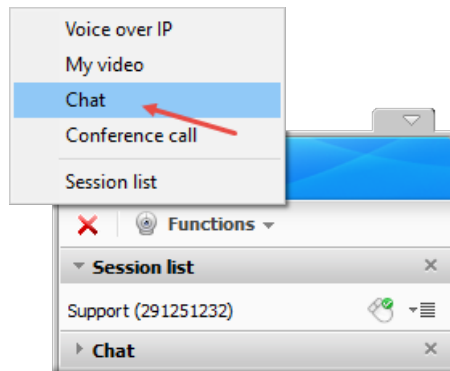 Voice over IP
My video
Chat
Conference call
Session list
Functions
Session list
Support (291251232)
Chat